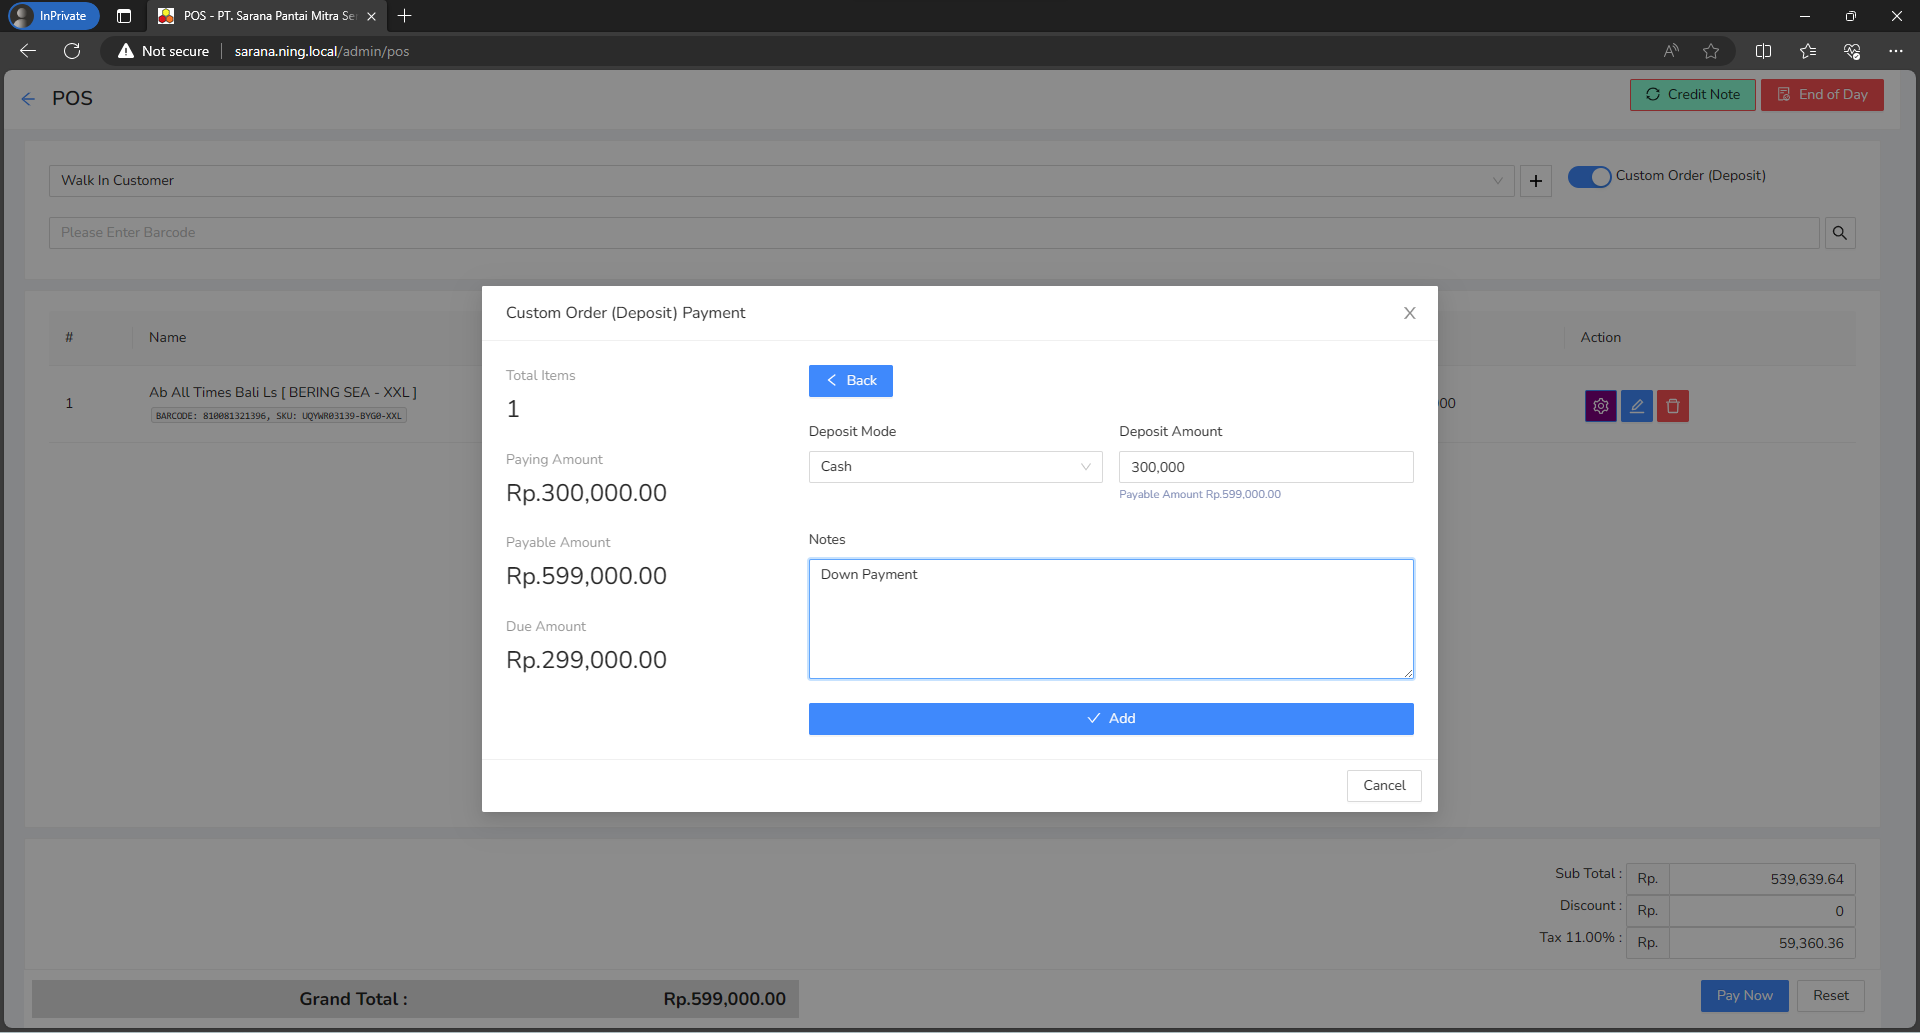 InPrivate
POS - PT. Sarana Pantai Mitra Se
Not secure
sarana.ning.local/admin/pos
POS
Credit Note
End of Day
Walk In Customer
Custom Order (Deposit)
Please Enter Barcode
# Name Action
1
Ab All Times Bali Ls [ BERING SEA - XXL ]
BARCODE: 810081321396, SKU: UQYWR03139-BYG0-XXL
00
Custom Order (Deposit) Payment
Total Items
1
Paying Amount
Rp.300,000.00
Payable Amount
Rp.599,000.00
Due Amount
Rp.299,000.00
Back
Deposit Mode
Cash
Deposit Amount
300,000
Payable Amount Rp.599,000.00
Notes
Down Payment
Add
Cancel
Sub Total : Rp. 539,639.64
Discount : Rp. 0
Tax 11.00% : Rp. 59,360.36
Grand Total : Rp.599,000.00
Pay Now
Reset